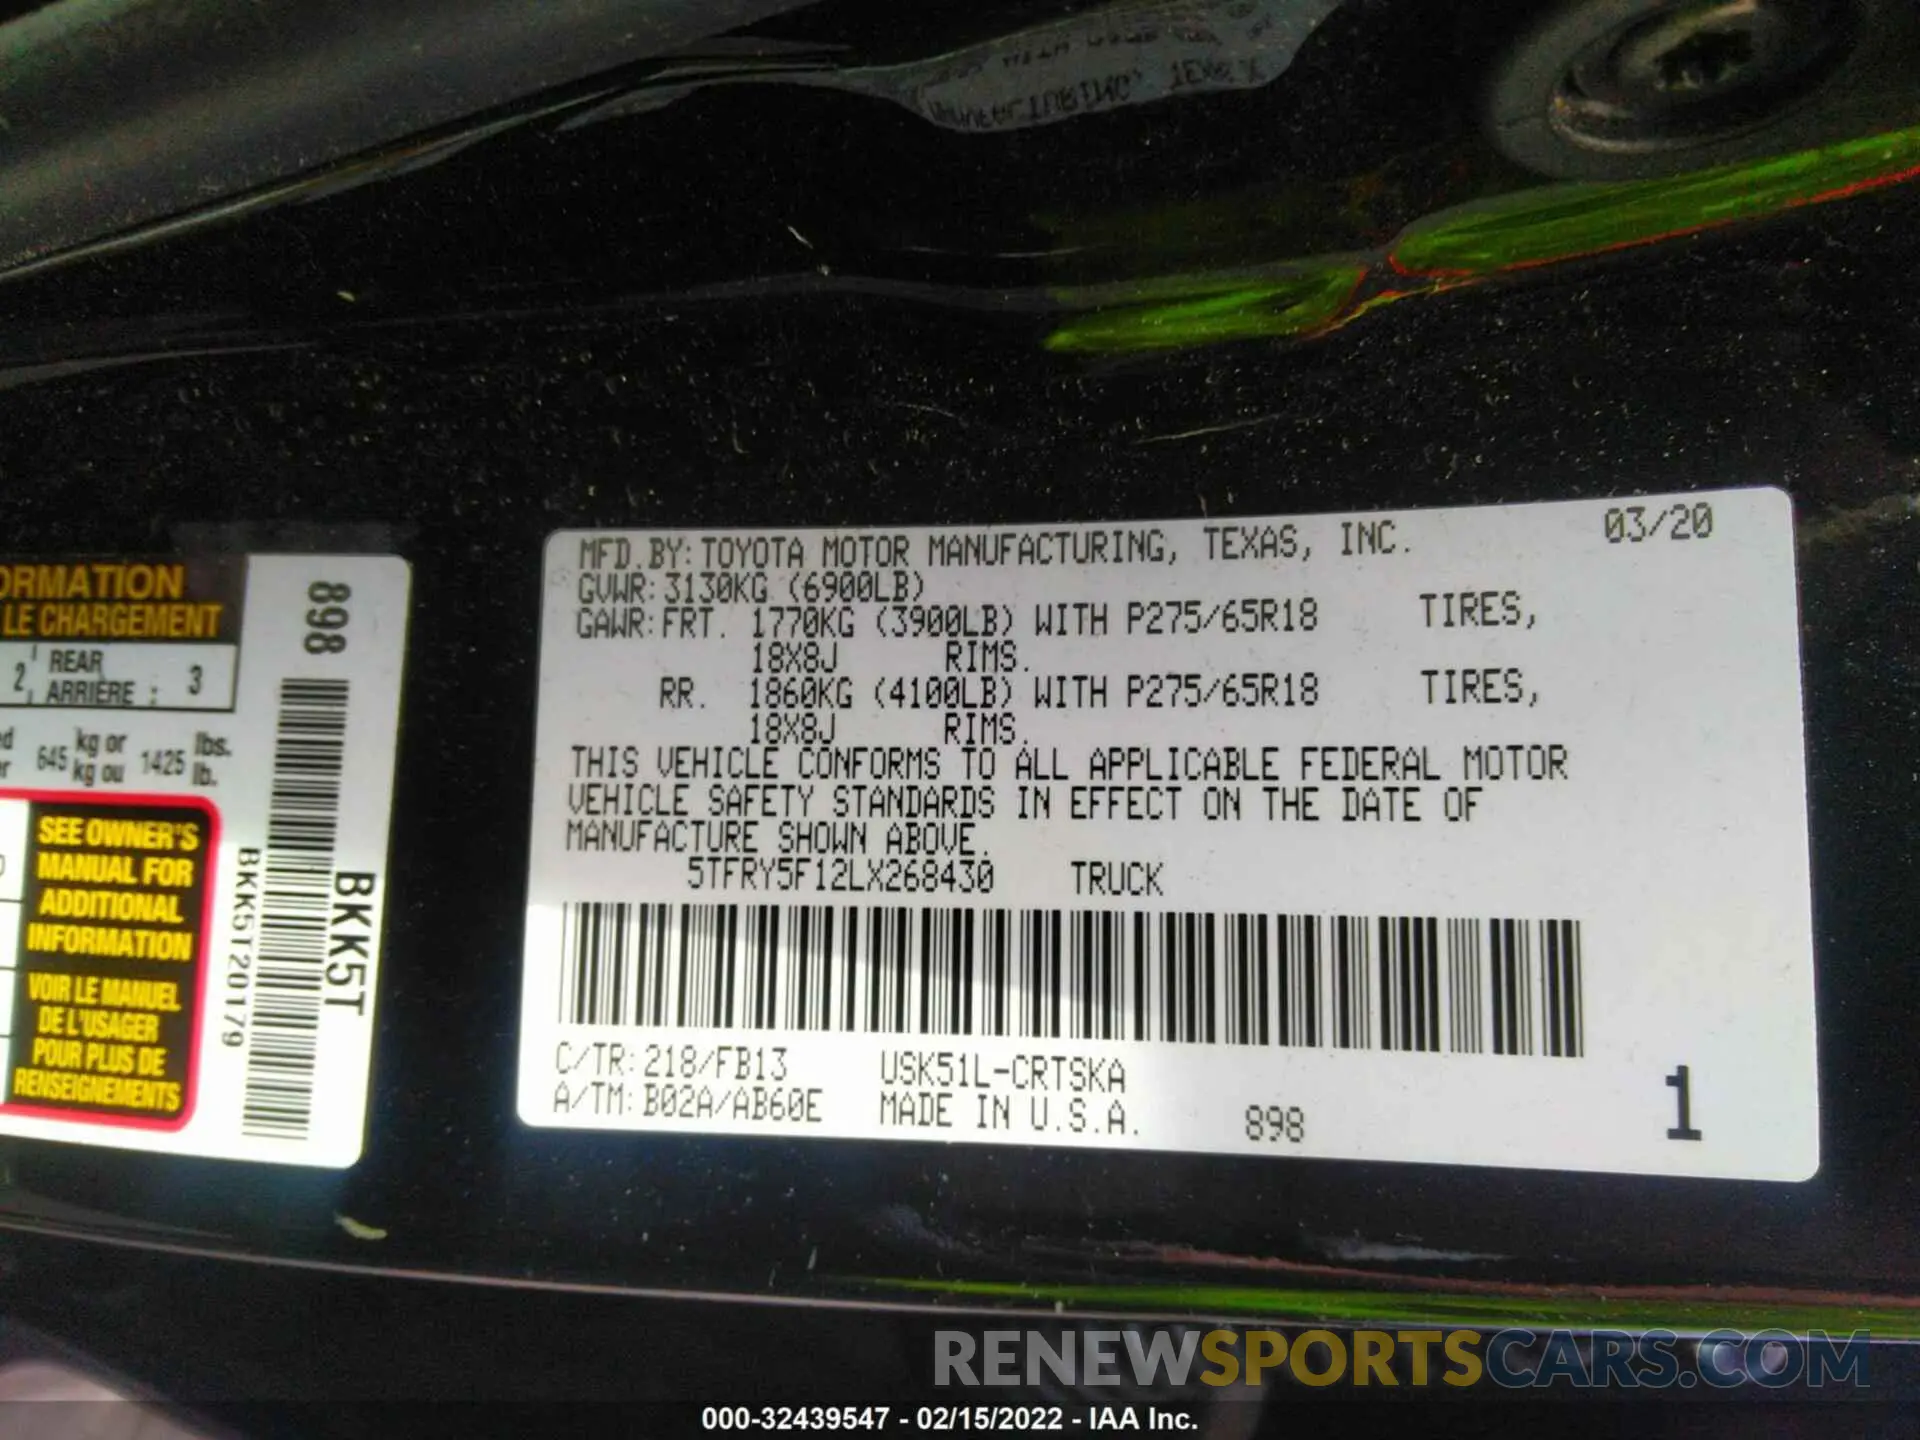 MANUFACTURING, TEXAS
ORMATION
LE CHARGEMENT
2, REAR
ARRIÈRE : 3
645 kg or
kg ou 1425 lbs.
lb.
SEE OWNER'S
MANUAL FOR
ADDITIONAL
INFORMATION
VOIR LE MANUEL
DE L'USAGER
POUR PLUS DE
RENSEIGNEMENTS
898
BKK5T
BKK5T20179
MFD.BY: TOYOTA MOTOR MANUFACTURING, TEXAS, INC. 03/20
GVWR: 3130KG (6900LB)
GAWR: FRT. 1770KG (3900LB) WITH P275/65R18 TIRES,
18X8J RIMS.
RR. 1860KG (4100LB) WITH P275/65R18 TIRES,
18X8J RIMS.
THIS VEHICLE CONFORMS TO ALL APPLICABLE FEDERAL MOTOR
VEHICLE SAFETY STANDARDS IN EFFECT ON THE DATE OF
MANUFACTURE SHOWN ABOVE.
5TFRY5F12LX268430 TRUCK
C/TR: 218/FB13 USK51L-CRTSKA
A/TM: B02A/AB60E MADE IN U.S.A. 898 1
RENEWSPORTSCARS.COM
000-32439547 - 02/15/2022 - IAA Inc.